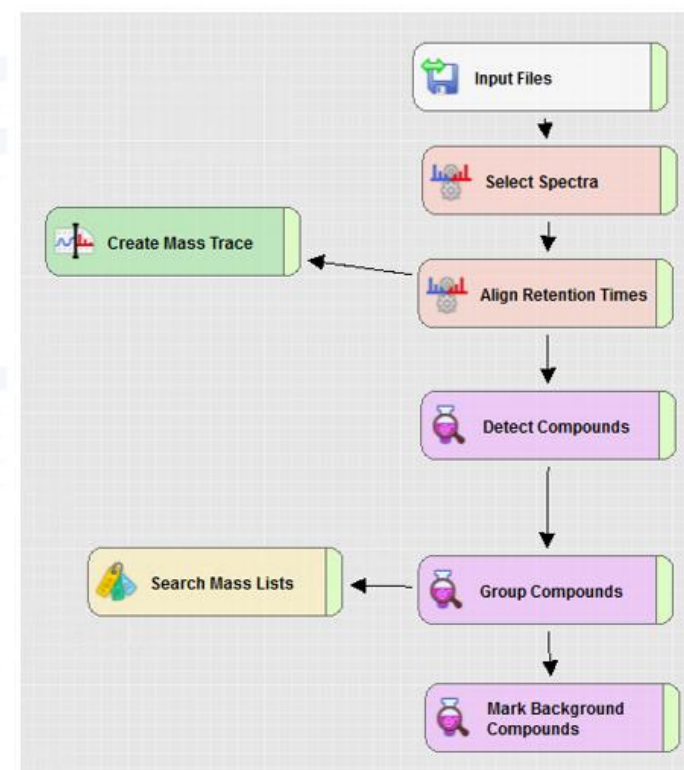 Input Files
Select Spectra
Create Mass Trace
Align Retention Times
Detect Compounds
Search Mass Lists
Group Compounds
Mark Background
Compounds